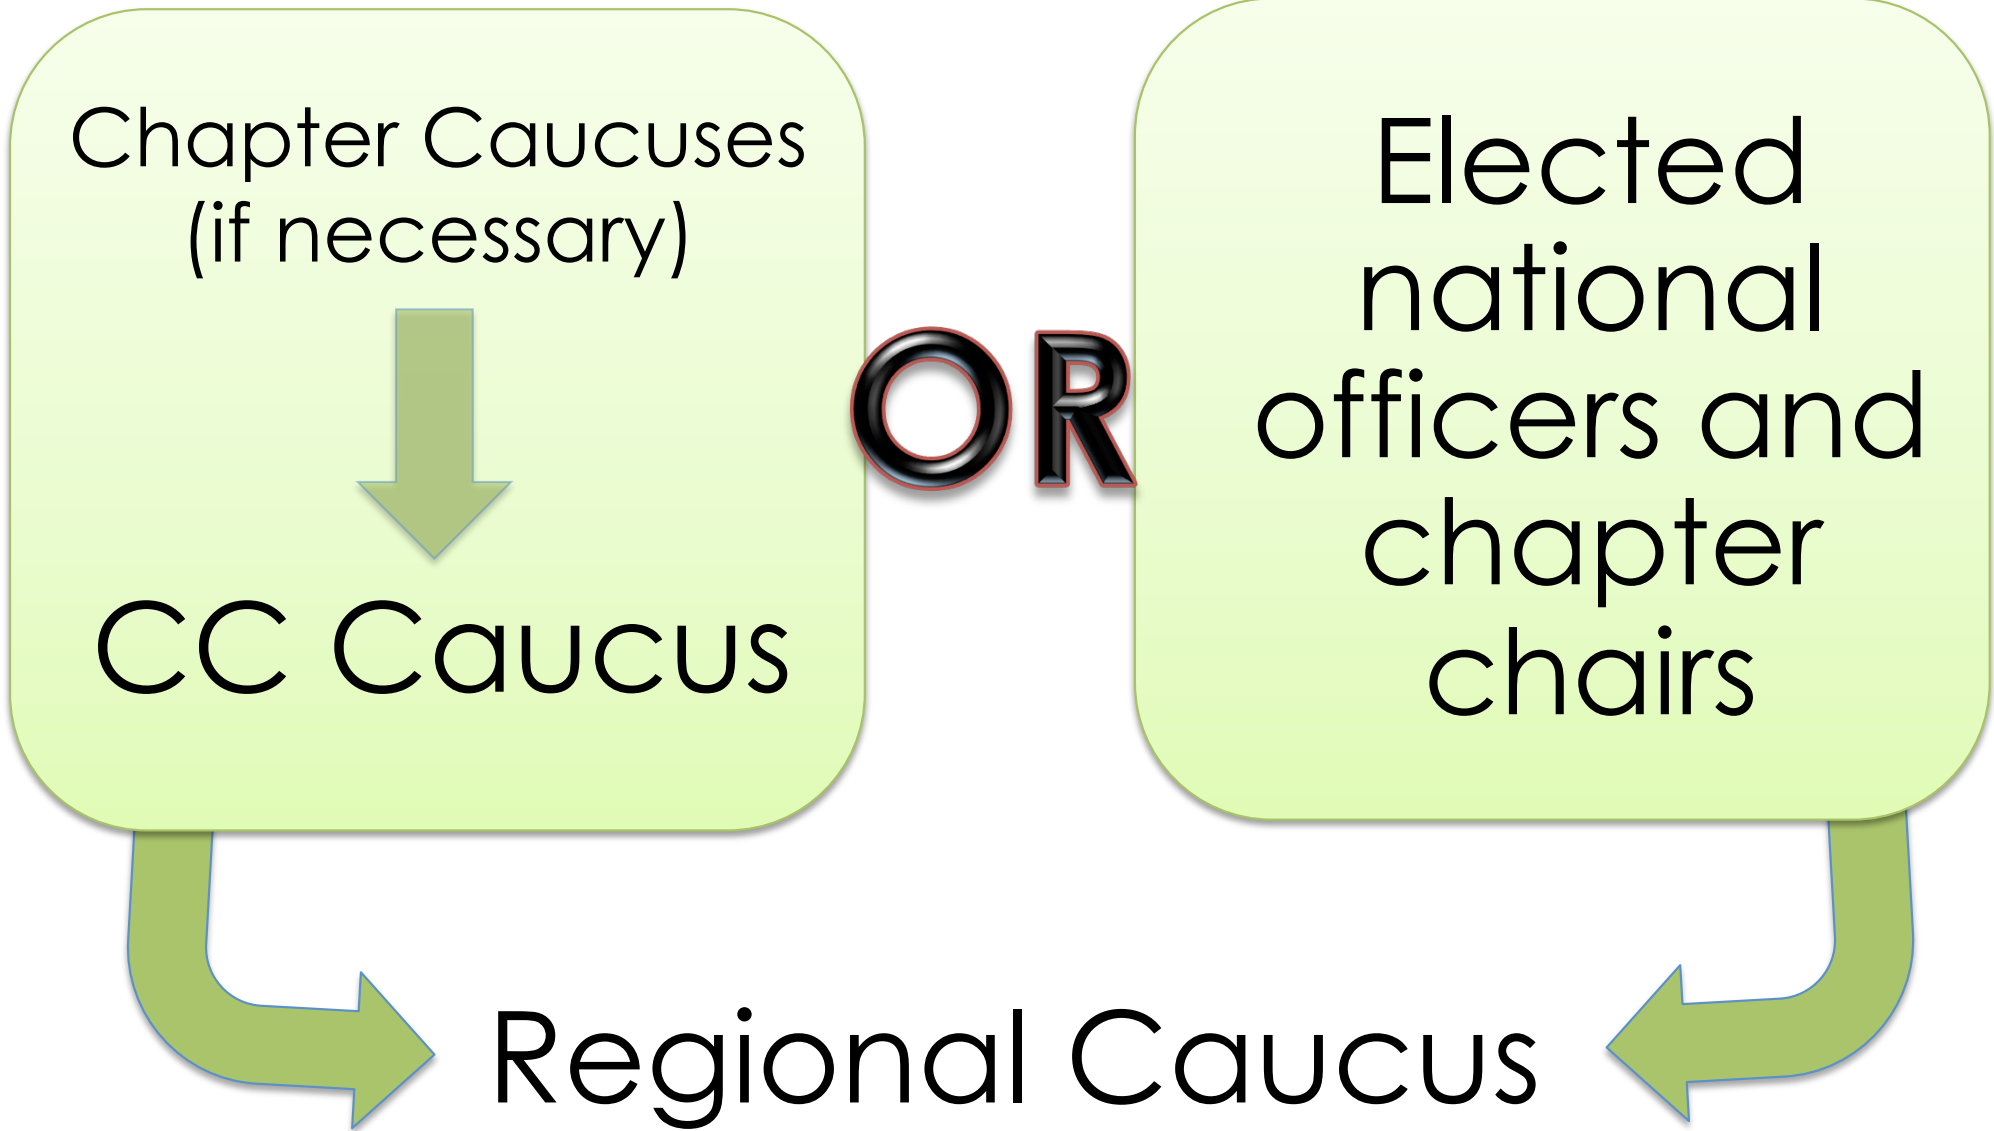 Chapter Caucuses
(if necessary)
CC Caucus
OR
Elected
national
officers and
chapter
chairs
Regional Caucus